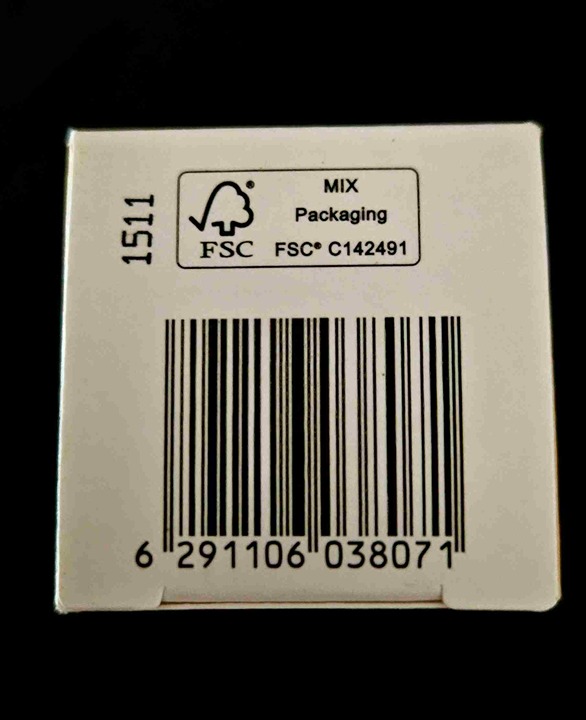 1511
MIX
Packaging
FSC® C142491
FSC
6 291106 038071